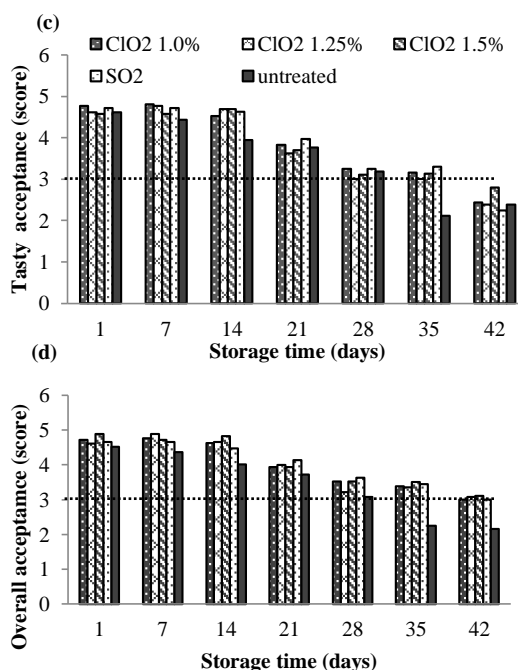 (c)
ClO2 1.0% ClO2 1.25% ClO2 1.5%
SO2 untreated
Tasty acceptance (score)
6
5
4
3
2
1
0
1 7 14 21 28 35 42
Storage time (days)
(d)
Overall acceptance (score)
6
5
4
3
2
1
0
1 7 14 21 28 35 42
Storage time (days)